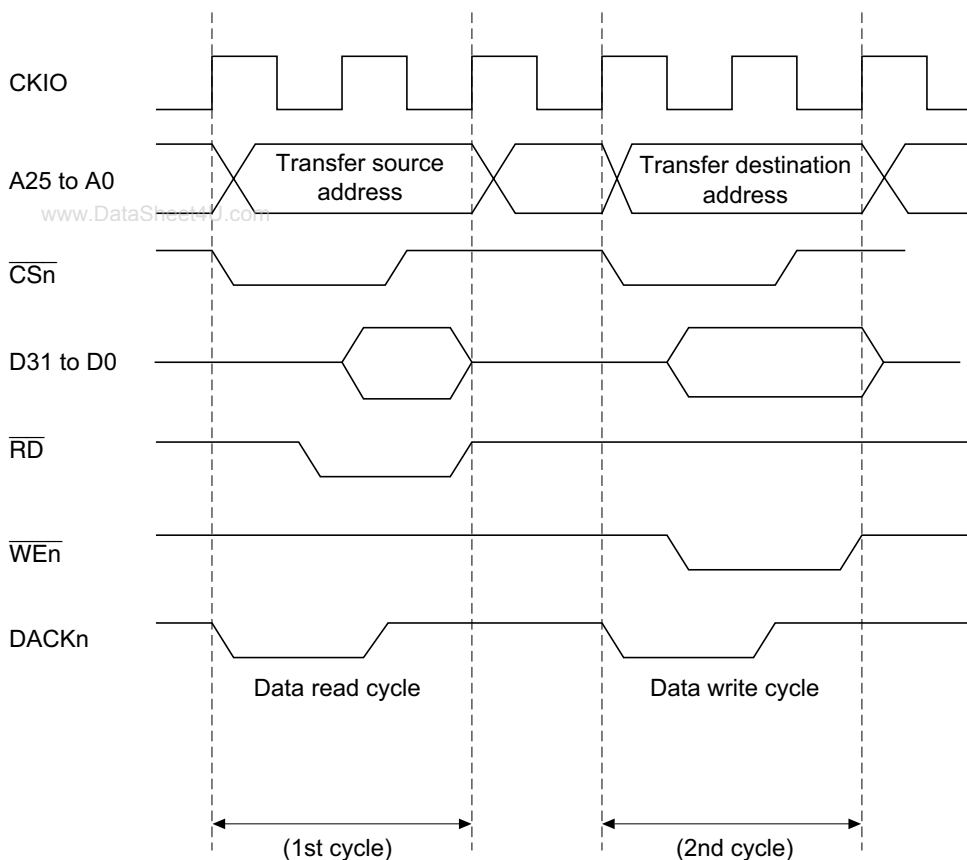 CKIO
A25 to A0
Transfer source
address
Transfer destination
address
www.DataSheet4U.com
CSn
D31 to D0
RD
WEn
DACKn
Data read cycle
Data write cycle
(1st cycle)
(2nd cycle)